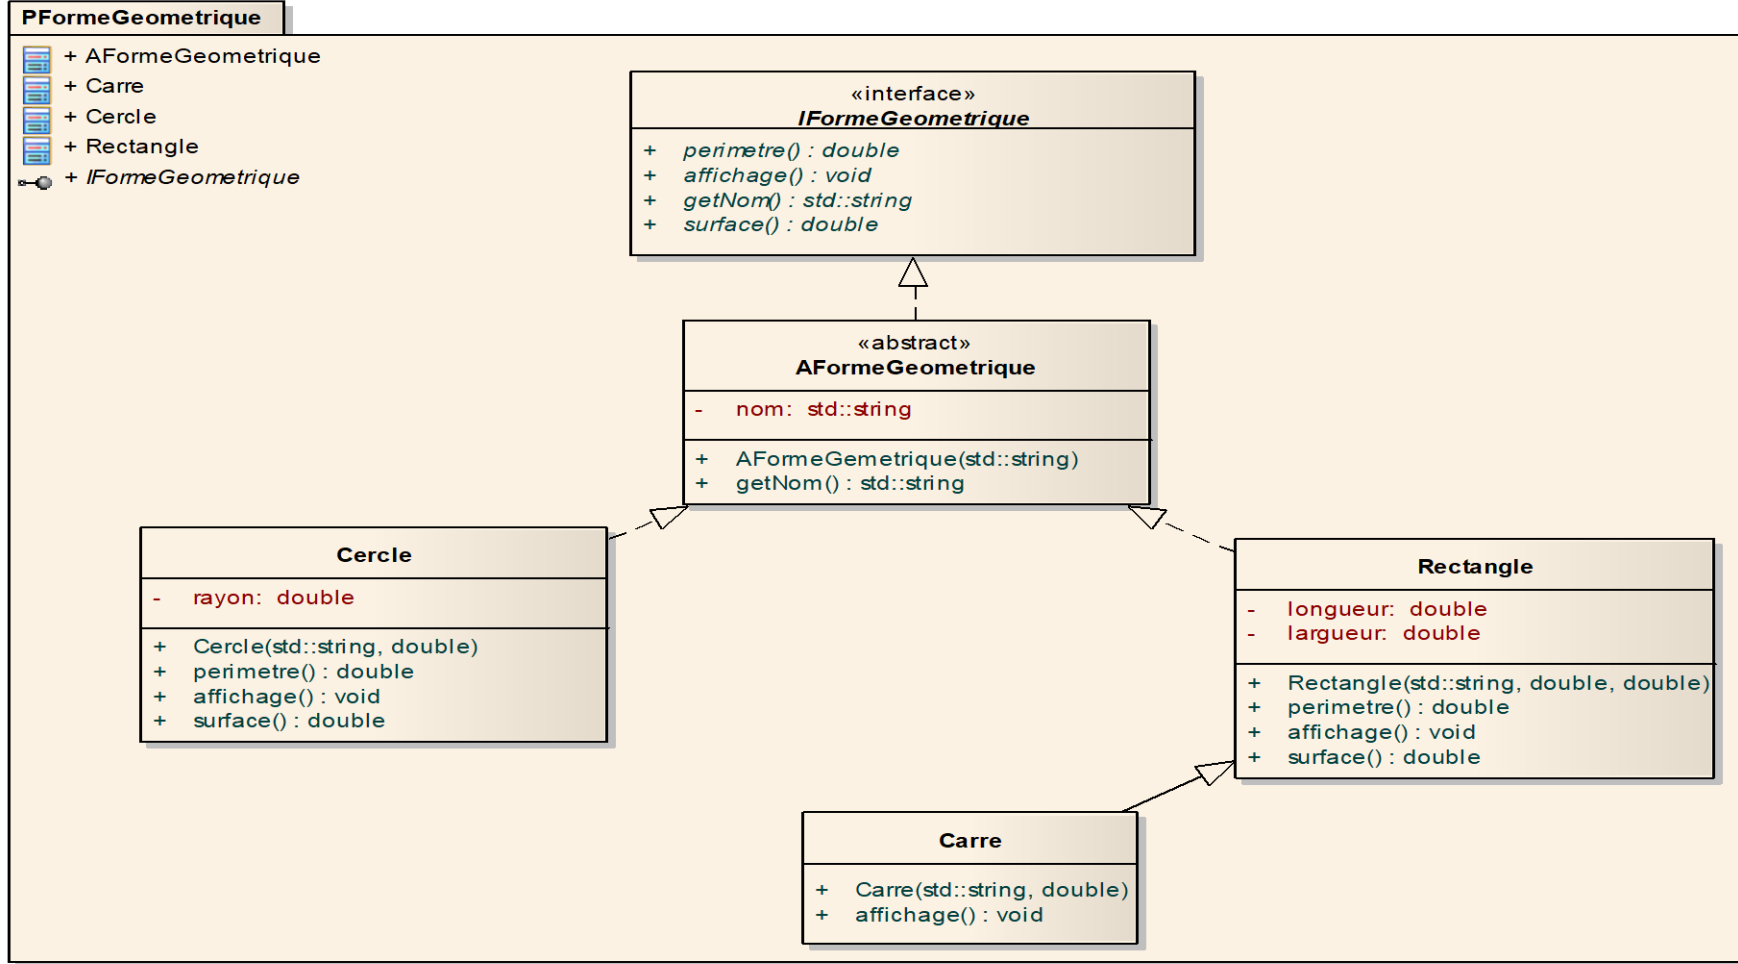 PFormeGeometrique
+ AFormeGeometrique
+ Carre
+ Cercle
+ Rectangle
+ IFormeGeometrique
«interface»
IFormeGeometrique
+ perimetre() : double
+ affichage() : void
+ getNom() : std::string
+ surface() : double
«abstract»
AFormeGeometrique
- nom: std::string
+ AFormeGemetrique(std::string)
+ getNom() : std::string
Cercle
- rayon: double
+ Cercle(std::string, double)
+ perimetre() : double
+ affichage() : void
+ surface() : double
Rectangle
- longueur: double
- largueur: double
+ Rectangle(std::string, double, double)
+ perimetre() : double
+ affichage() : void
+ surface() : double
Carre
+ Carre(std::string, double)
+ affichage() : void